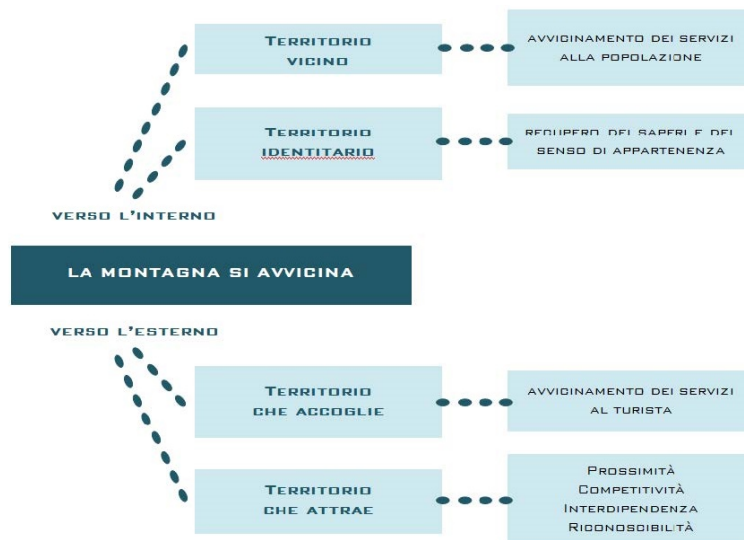 TERRITORIO
VICINO
AVVICINAMENTO DEI SERVIZI
ALLA POPOLAZIONE
TERRITORIO
IDENTITARIO
RECUPERO DEI SAPERI E DEL
SENSO DI APPARTENENZA
VERSO L'INTERNO
LA MONTAGNA SI AVVICINA
VERSO L'ESTERNO
TERRITORIO
CHE ACCOGLIE
AVVICINAMENTO DEI SERVIZI
AL TURISTA
TERRITORIO
CHE ATTRAE
PROSSIMITÀ
COMPETITIVITÀ
INTERDIPENDENZA
RICONOSCIBILITÀ